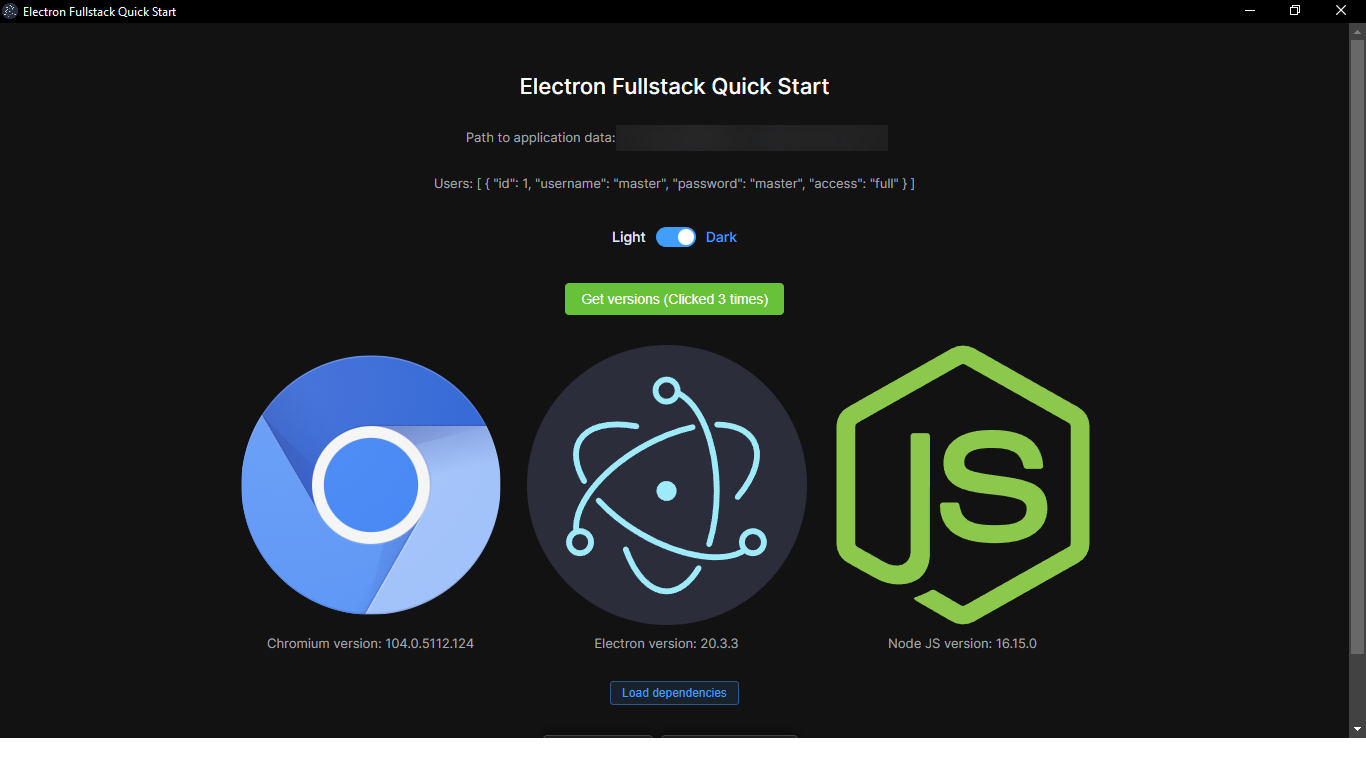 Electron Fullstack Quick Start
Electron Fullstack Quick Start
Path to application data:
Users: [ { "id": 1, "username": "master", "password": "master", "access": "full" } ]
Light Dark
Get versions (Clicked 3 times)
JS
Chromium version: 104.0.5112.124 Electron version: 20.3.3 Node JS version: 16.15.0
Load dependencies